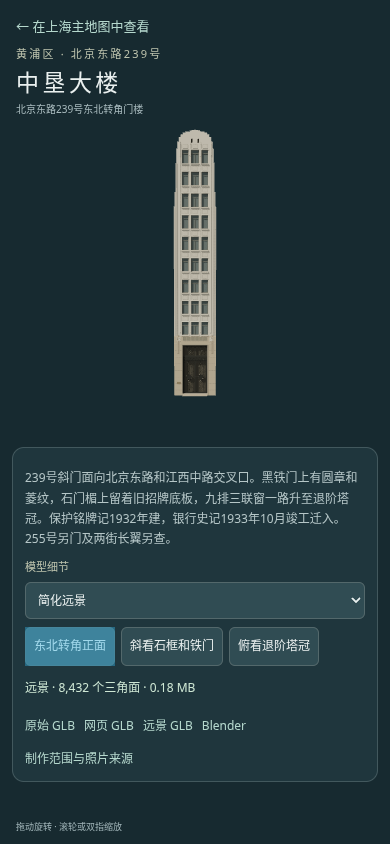 ← 在上海主地图中查看
黄浦区 · 北京东路239号
中垦大楼
北京东路239号东北转角门楼
239号斜门面向北京东路和江西中路交叉口。黑铁门上有圆章和
菱纹，石门楣上留着旧招牌底板，九排三联窗一路升至退阶塔
冠。保护铭牌记1932年建，银行史记1933年10月竣工迁入。
255号另门及两街长翼另查。
模型细节
简化远景
东北转角正面
斜看石框和铁门
俯看退阶塔冠
远景 · 8,432 个三角面 · 0.18 MB
原始 GLB 网页 GLB 远景 GLB Blender
制作范围与照片来源
拖动旋转 · 滚轮或双指缩放